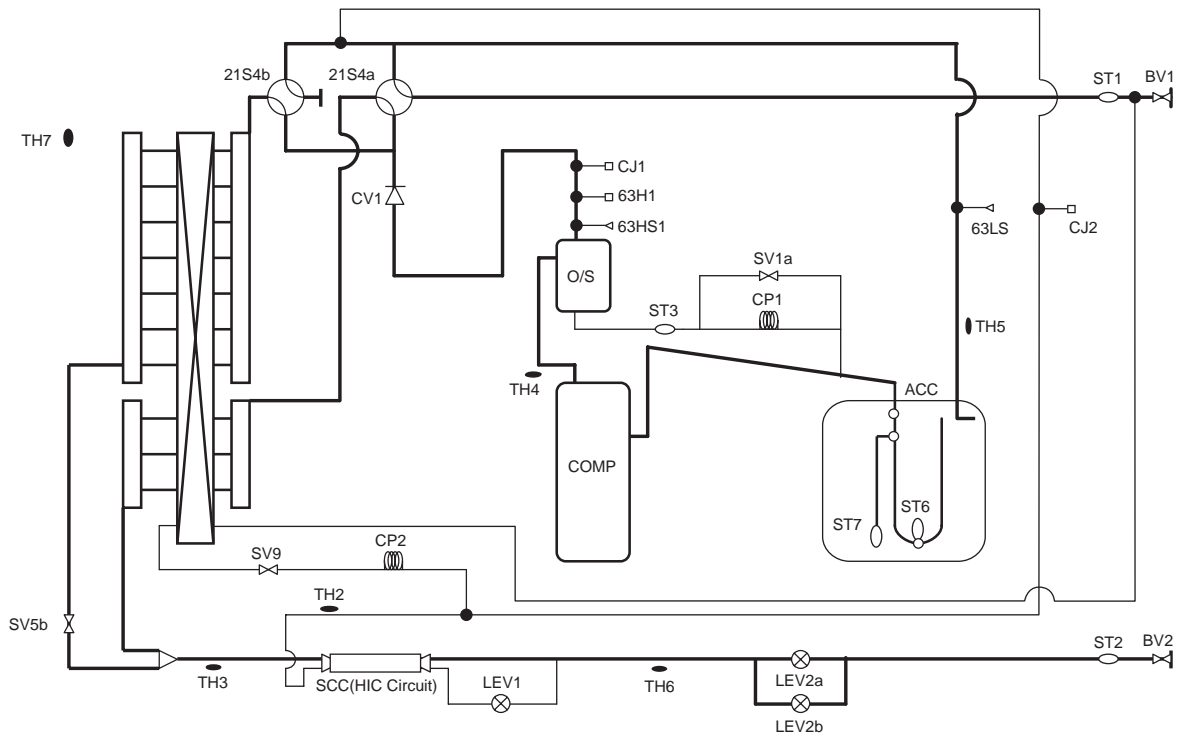 21S4b
21S4a
ST1
BV1
TH7
CJ1
63H1
63HS1
CV1
63LS
CJ2
O/S
SV1a
CP1
ST3
TH5
TH4
ACC
COMP
ST6
ST7
SV9
CP2
TH2
SV5b
ST2
BV2
TH3
SCC(HIC Circuit)
LEV1
TH6
LEV2a
LEV2b